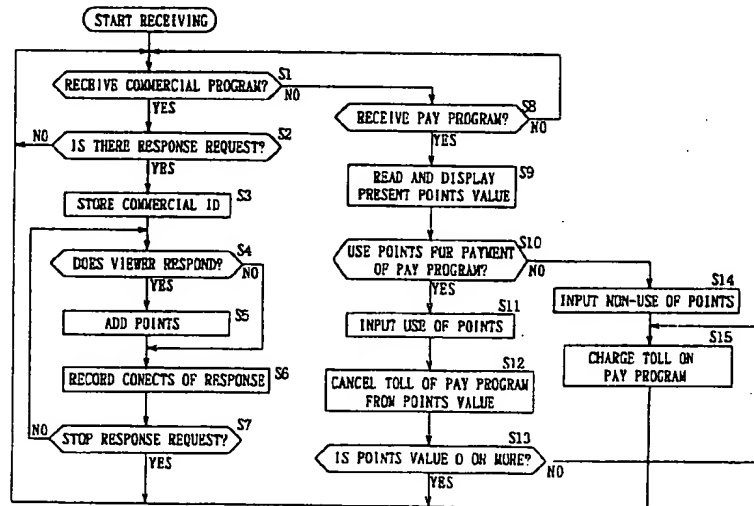 START RECEIVING
S1
RECEIVE COMMERCIAL PROGRAM?
NO
YES
S2
NO
IS THERE RESPONSE REQUEST?
YES
S3
STORE COMMERCIAL ID
S4
DOES VIEWER RESPOND?
NO
YES
ADD POINTS
S5
RECORD CONECTS OF RESPONSE
S6
S7
NO
STOP RESPONSE REQUEST?
YES
S8
RECEIVE PAY PROGRAM?
NO
YES
S9
READ AND DISPLAY
PRESENT POINTS VALUE
S10
USE POINTS FOR PAYMENT
OF PAY PROGRAM?
NO
YES
S11
INPUT USE OF POINTS
S12
CANCEL TOLL OF PAY PROGRAM
FROM POINTS VALUE
S13
IS POINTS VALUE 0 OR MORE?
NO
YES
S14
INPUT NON-USE OF POINTS
S15
CHARGE TOLL ON
PAY PROGRAM